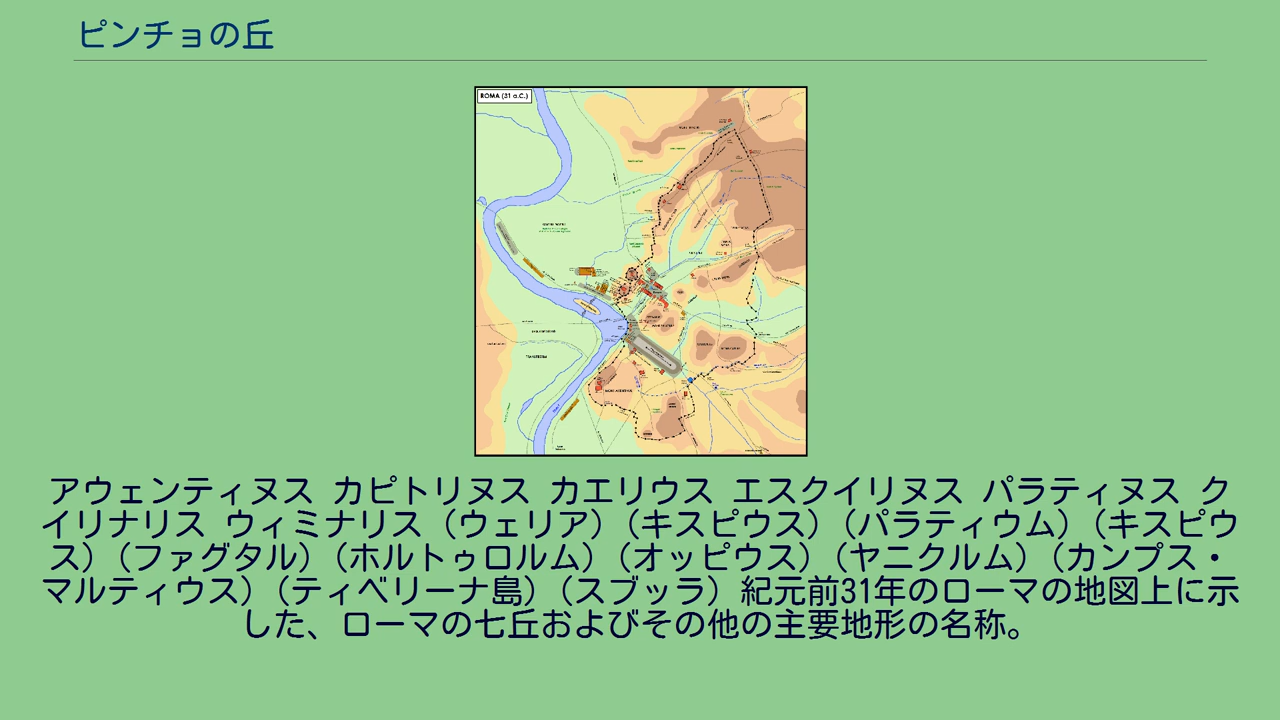 ピンチョの丘
ROMA (31 a.C.)
アウェンティヌス カピトリヌス カエリウス エスクイリヌス パラティヌス ク
イリナリス ウィミナリス（ウェリア）（キスピウス）（パラティウム）（キスピウ
ス）（ファグタル）（ホルトゥロルム）（オッピウス）（ヤニクルム）（カンプス・
マルティウス）（ティベリーナ島）（スブッラ）紀元前31年のローマの地図上に示
した、ローマの七丘およびその他の主要地形の名称。